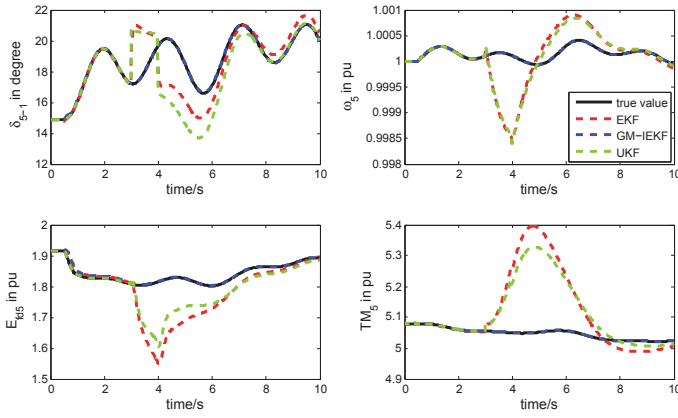 22
20
18
16
14
12
δ5−1 in degree
0 2 4 6 8 10
time/s
1.001
1.0005
1
0.9995
0.999
0.9985
0.998
ω5 in pu
0 2 4 6 8 10
time/s
true value
EKF
GM−IEKF
UKF
2
1.9
1.8
1.7
1.6
1.5
Efd5 in pu
0 2 4 6 8 10
time/s
5.4
5.3
5.2
5.1
5
4.9
TM5 in pu
0 2 4 6 8 10
time/s